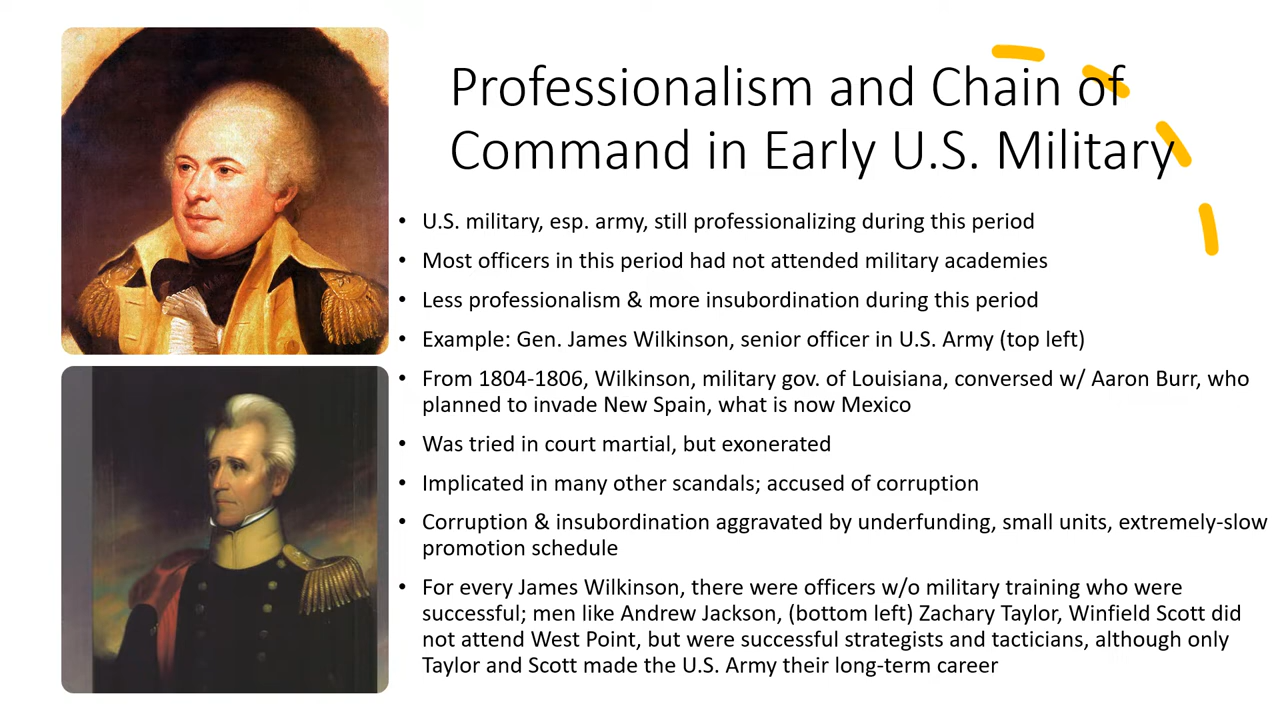 Professionalism and Chain of
Command in Early U.S. Military
• U.S. military, esp. army, still professionalizing during this period
• Most officers in this period had not attended military academies
• Less professionalism & more insubordination during this period
• Example: Gen. James Wilkinson, senior officer in U.S. Army (top left)
• From 1804-1806, Wilkinson, military gov. of Louisiana, conversed w/ Aaron Burr, who
planned to invade New Spain, what is now Mexico
• Was tried in court martial, but exonerated
• Implicated in many other scandals; accused of corruption
• Corruption & insubordination aggravated by underfunding, small units, extremely-slow
promotion schedule
• For every James Wilkinson, there were officers w/o military training who were
successful; men like Andrew Jackson, (bottom left) Zachary Taylor, Winfield Scott did
not attend West Point, but were successful strategists and tacticians, although only
Taylor and Scott made the U.S. Army their long-term career